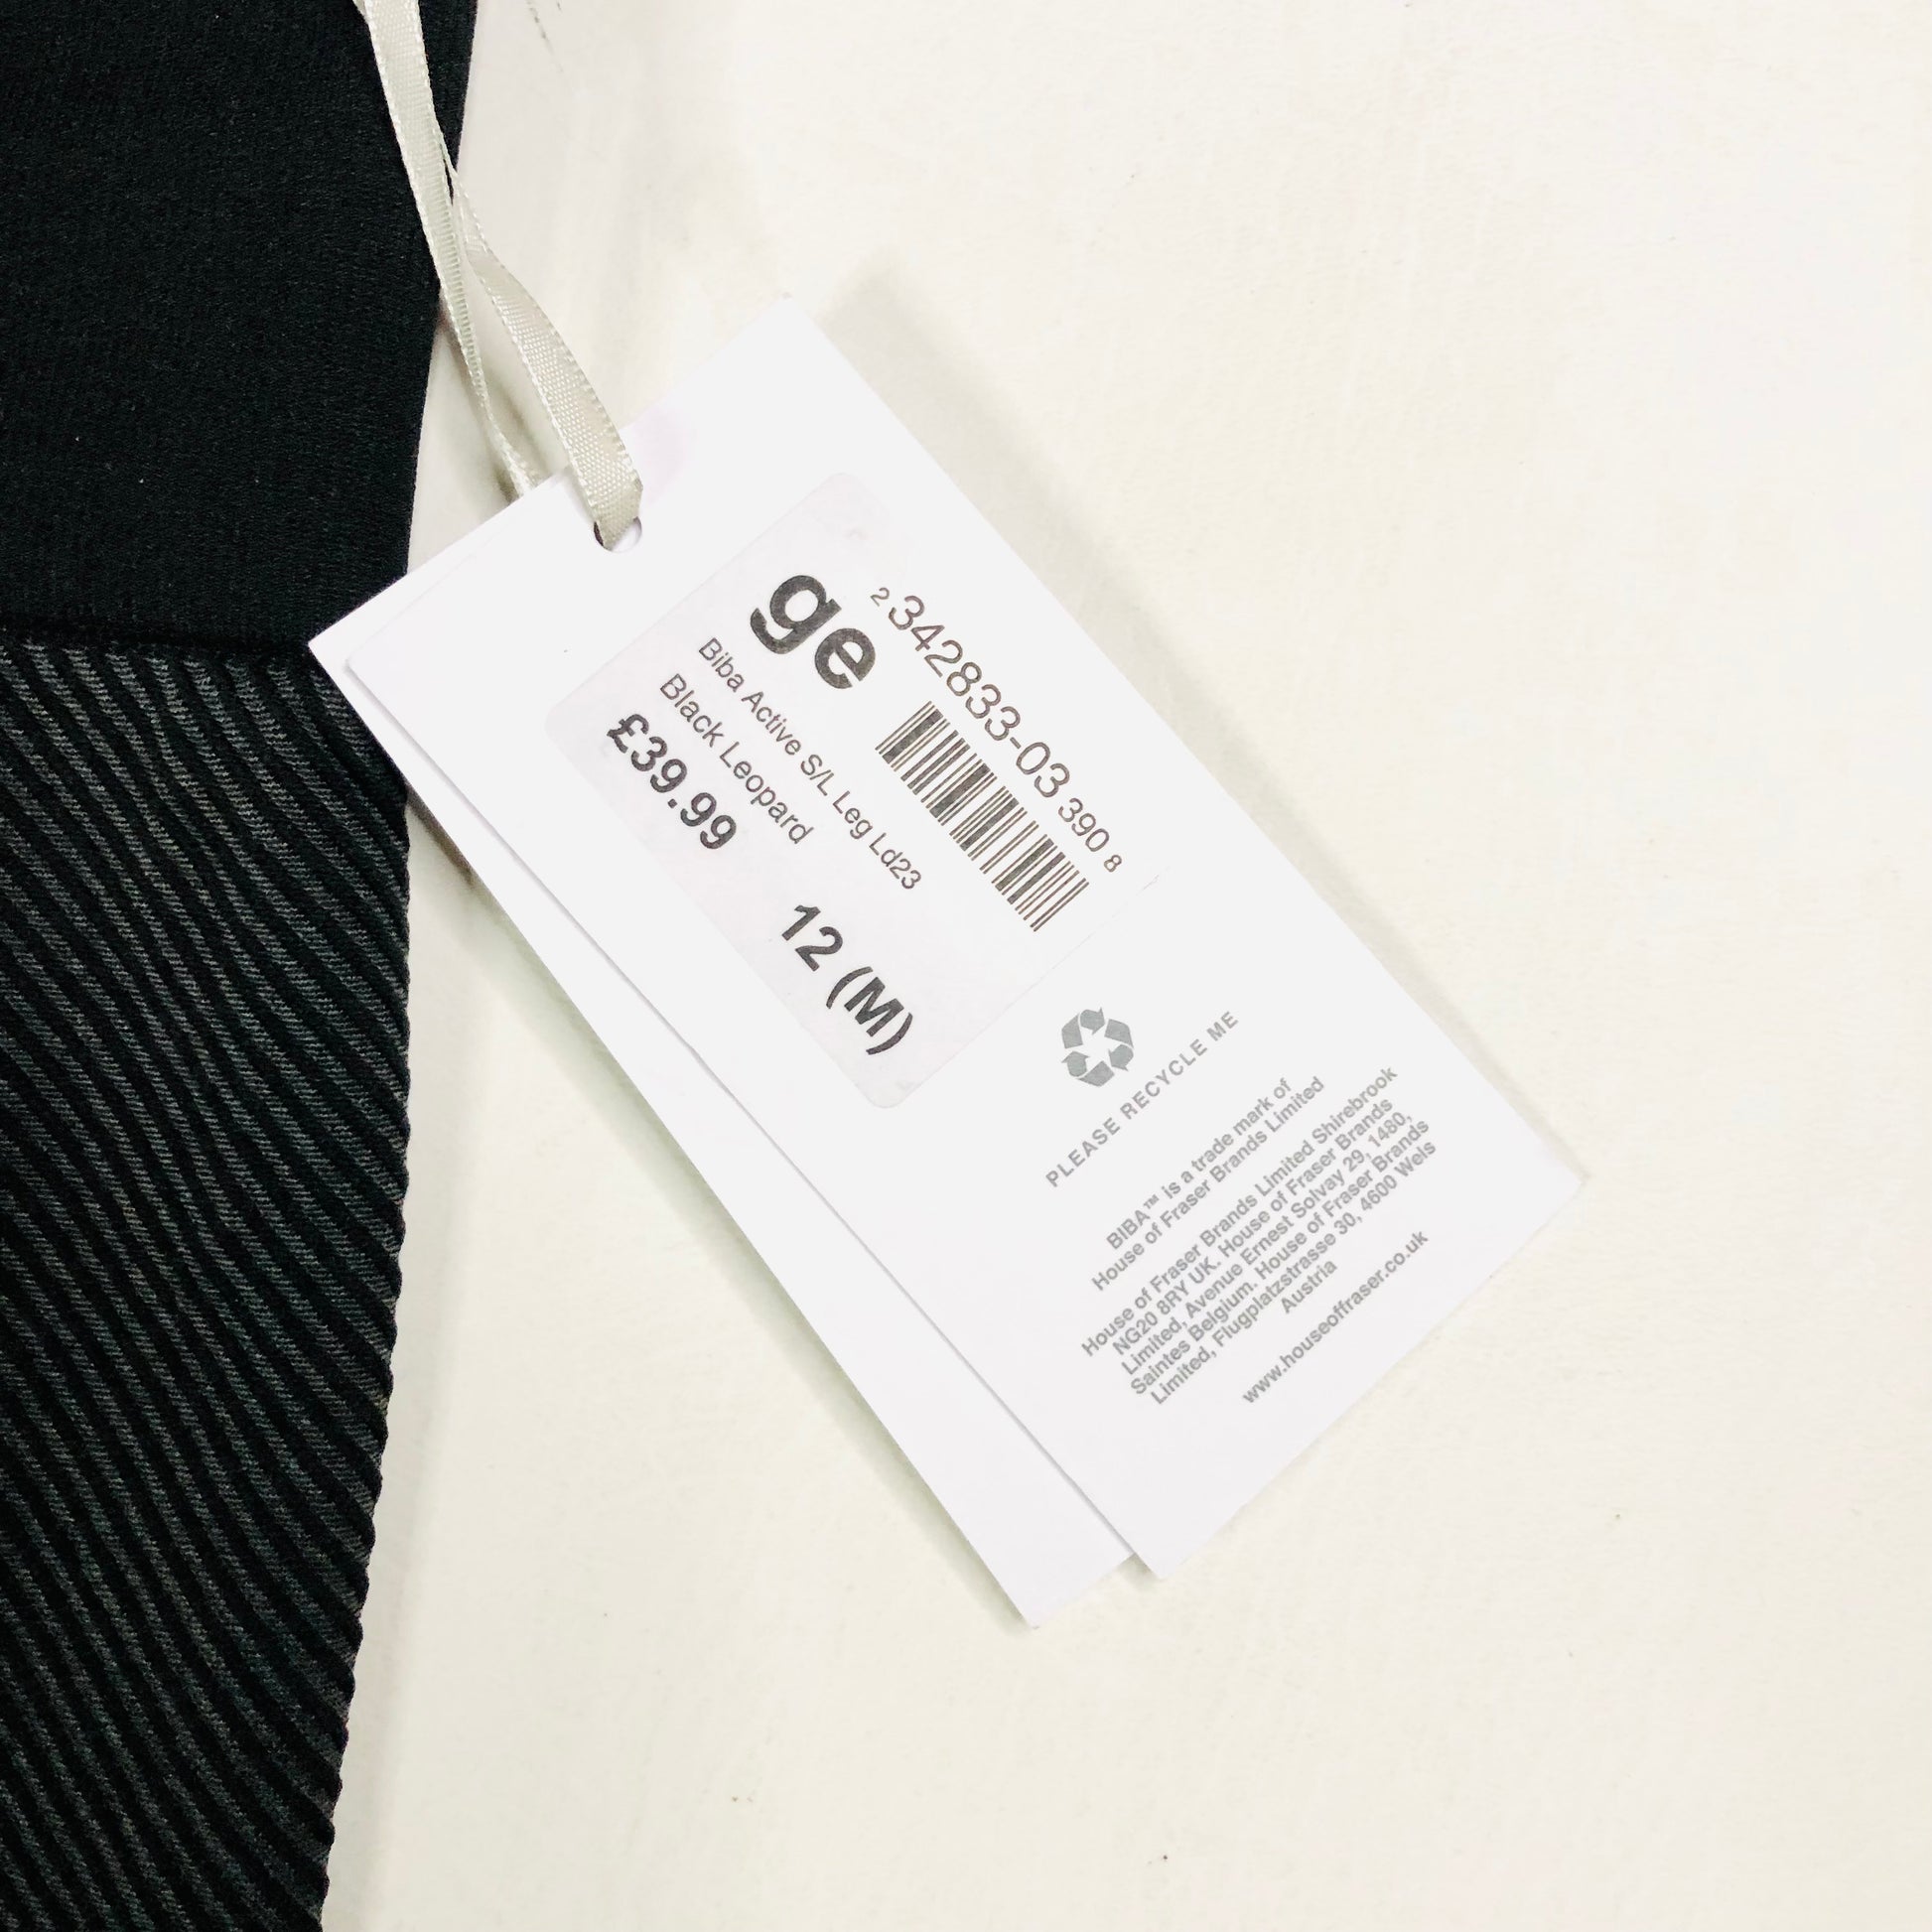 ge
2 342833-03 390 8
Biba Active S/L Leg Ld23
Black Leopard
£39.99 12 (M)
PLEASE RECYCLE ME
BIBA™ is a trade mark of
House of Fraser Brands Limited
House of Fraser Brands Limited Shirebrook
NG20 8RY UK. House of Fraser Brands
Limited, Avenue Ernest Solvay 29, 1480,
Saintes Belgium. House of Fraser Brands
Limited, Flugplatzstrasse 30, 4600 Wels
Austria
www.houseoffraser.co.uk